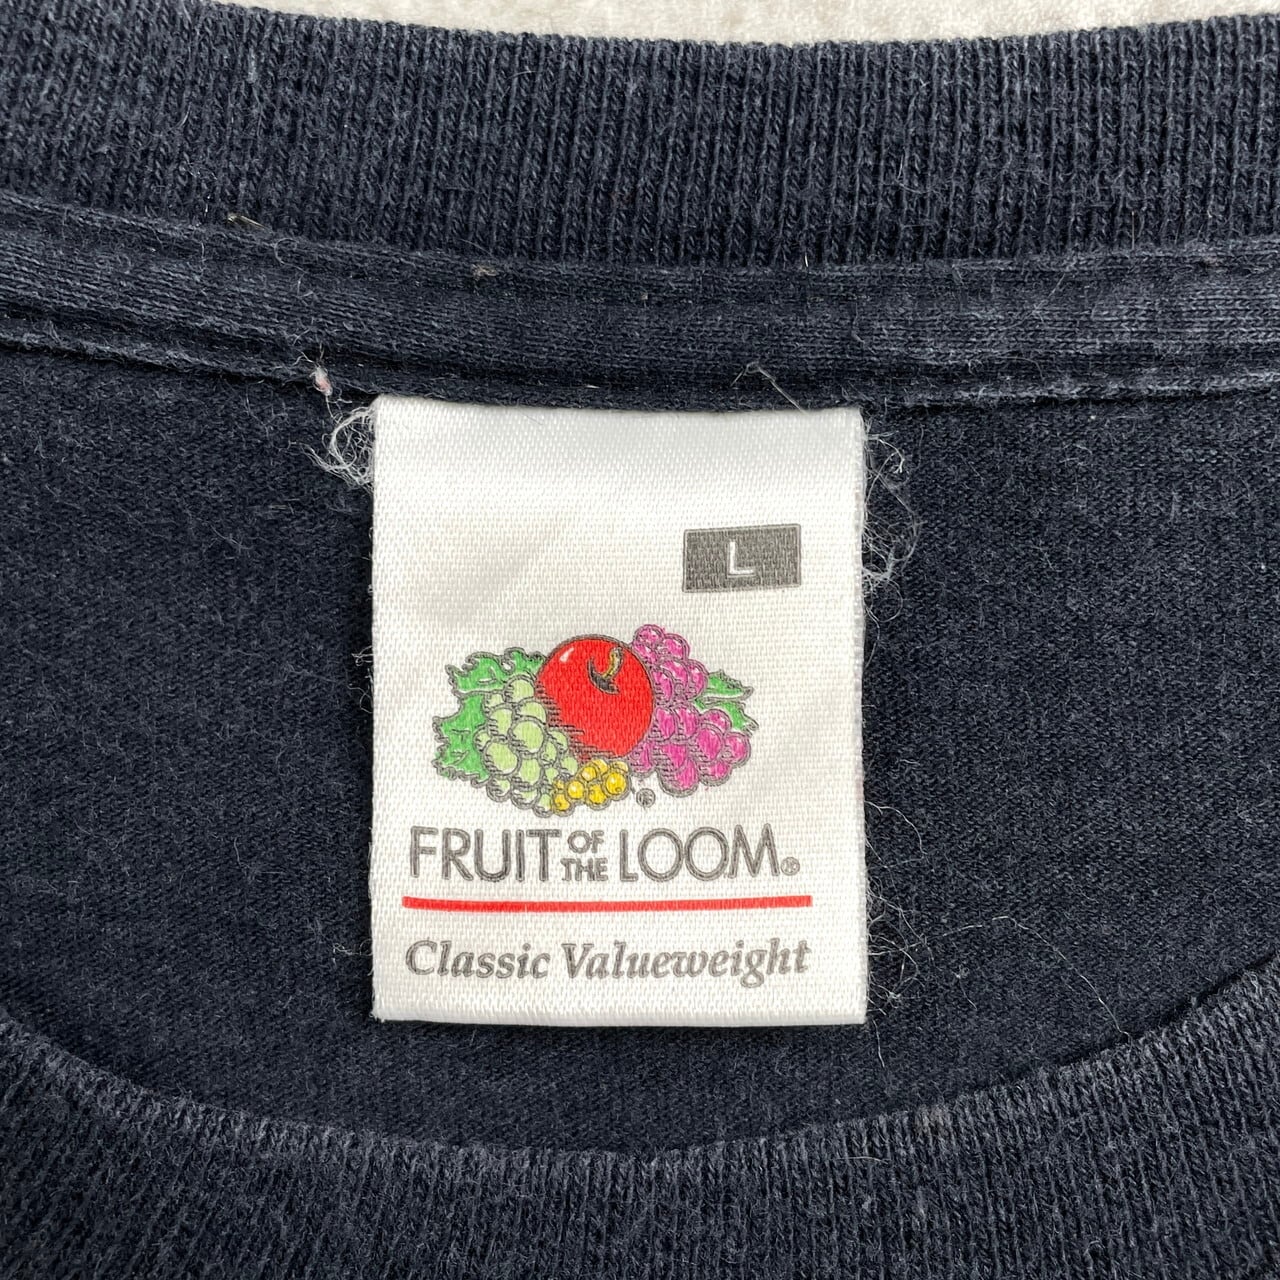 L
®
FRUIT OF THE LOOM®
Classic Valueweight